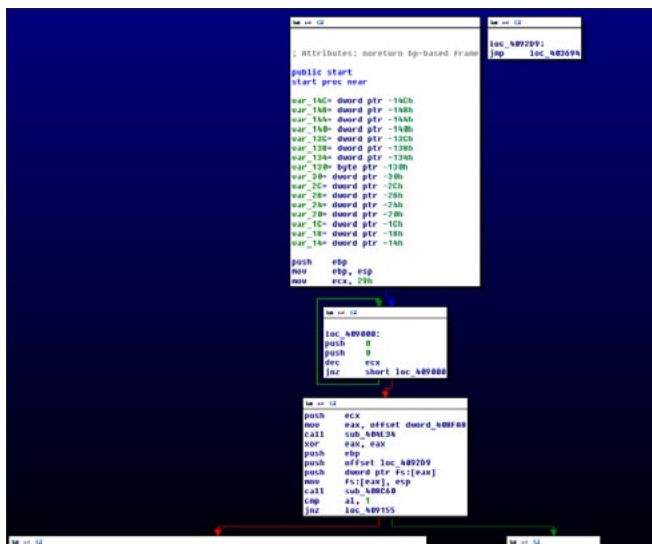 ; Attributes: noreturn bp-based frame
public start
start proc near
var_14C= dword ptr -14Ch
var_148= dword ptr -148h
var_144= dword ptr -144h
var_140= dword ptr -140h
var_13C= dword ptr -13Ch
var_138= dword ptr -138h
var_134= dword ptr -134h
var_130= byte ptr -130h
var_30= dword ptr -30h
var_2C= dword ptr -2Ch
var_28= dword ptr -28h
var_24= dword ptr -24h
var_20= dword ptr -20h
var_1C= dword ptr -1Ch
var_18= dword ptr -18h
var_14= dword ptr -14h
push ebp
mov ebp, esp
mov ecx, 29h
loc_4092D9:
jmp loc_403694
loc_409008:
push 0
push 0
dec ecx
jnz short loc_409008
push ecx
mov eax, offset dword_408FA8
call sub_404C34
xor eax, eax
push ebp
push offset loc_4092D9
push dword ptr fs:[eax]
mov fs:[eax], esp
call sub_408C60
cmp al, 1
jnz loc_409155